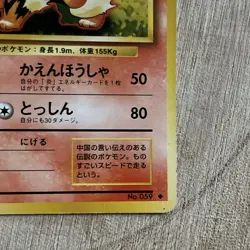 ポケモン 身長1.9m、体重155Kg
かえんほうしゃ 50
自分の「炎」エネルギーカードを1枚
はがしてすてる。
とっしん 80
自分にも30ダメージ。
にげる
中国の言い伝えのある
伝説のポケモン。もの
すごいスピードで走る
という。
No.059 ◆